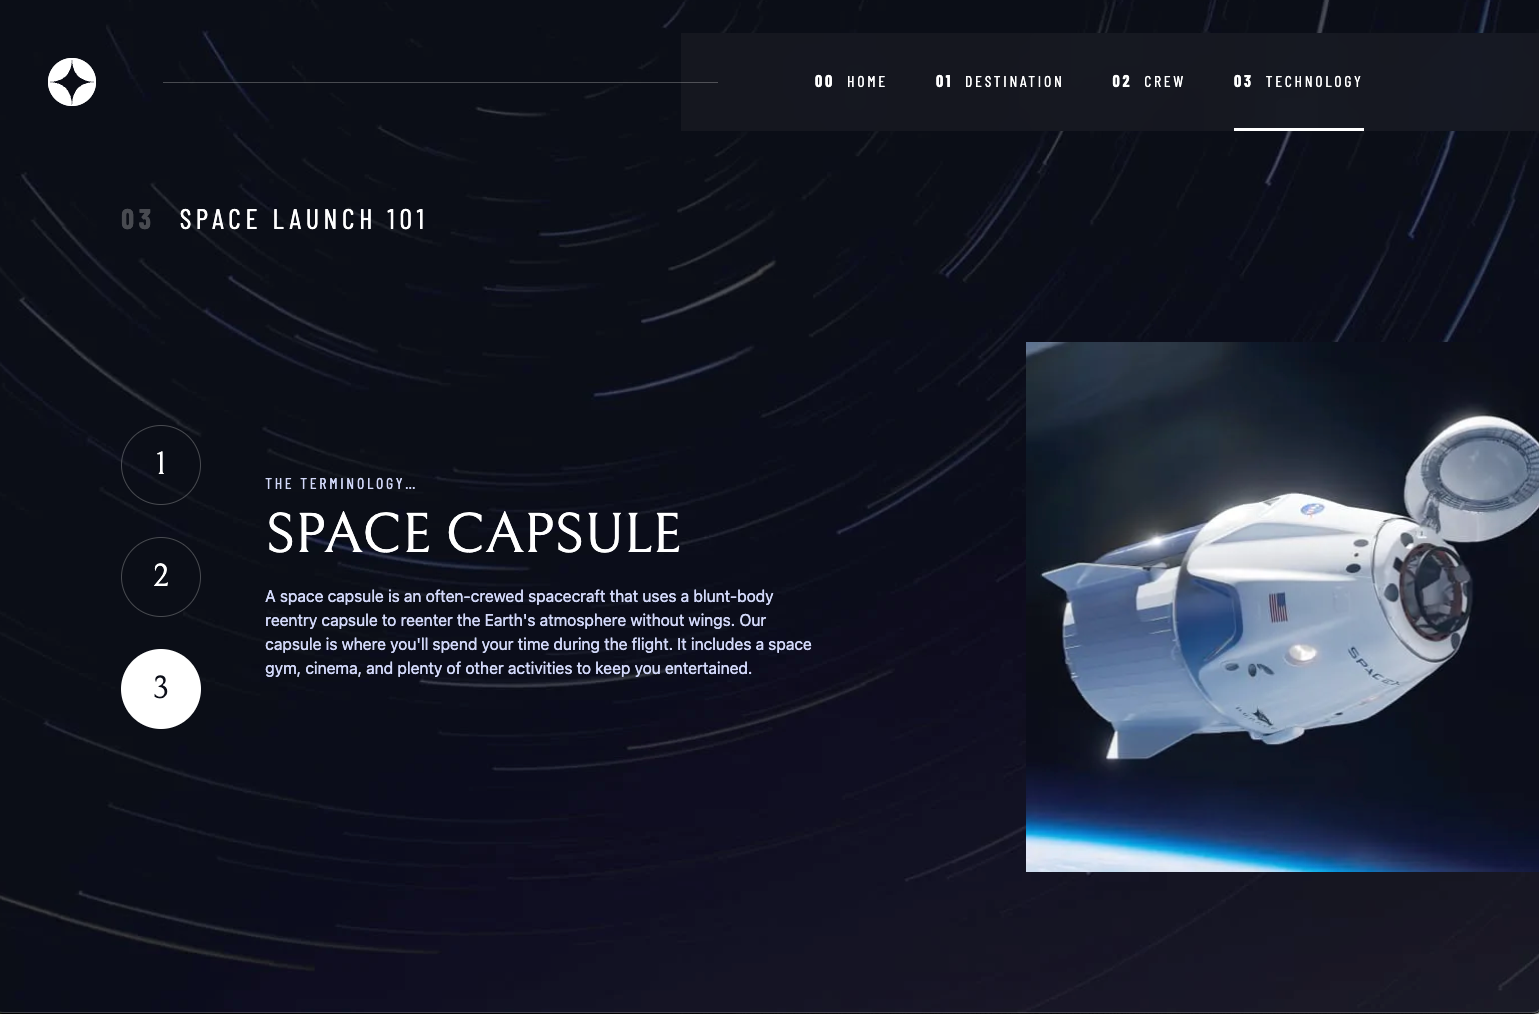 00 HOME 01 DESTINATION 02 CREW 03 TECHNOLOGY
03 SPACE LAUNCH 101
1
2
3
THE TERMINOLOGY...
SPACE CAPSULE
A space capsule is an often-crewed spacecraft that uses a blunt-body
reentry capsule to reenter the Earth's atmosphere without wings. Our
capsule is where you'll spend your time during the flight. It includes a space
gym, cinema, and plenty of other activities to keep you entertained.
SPACEX